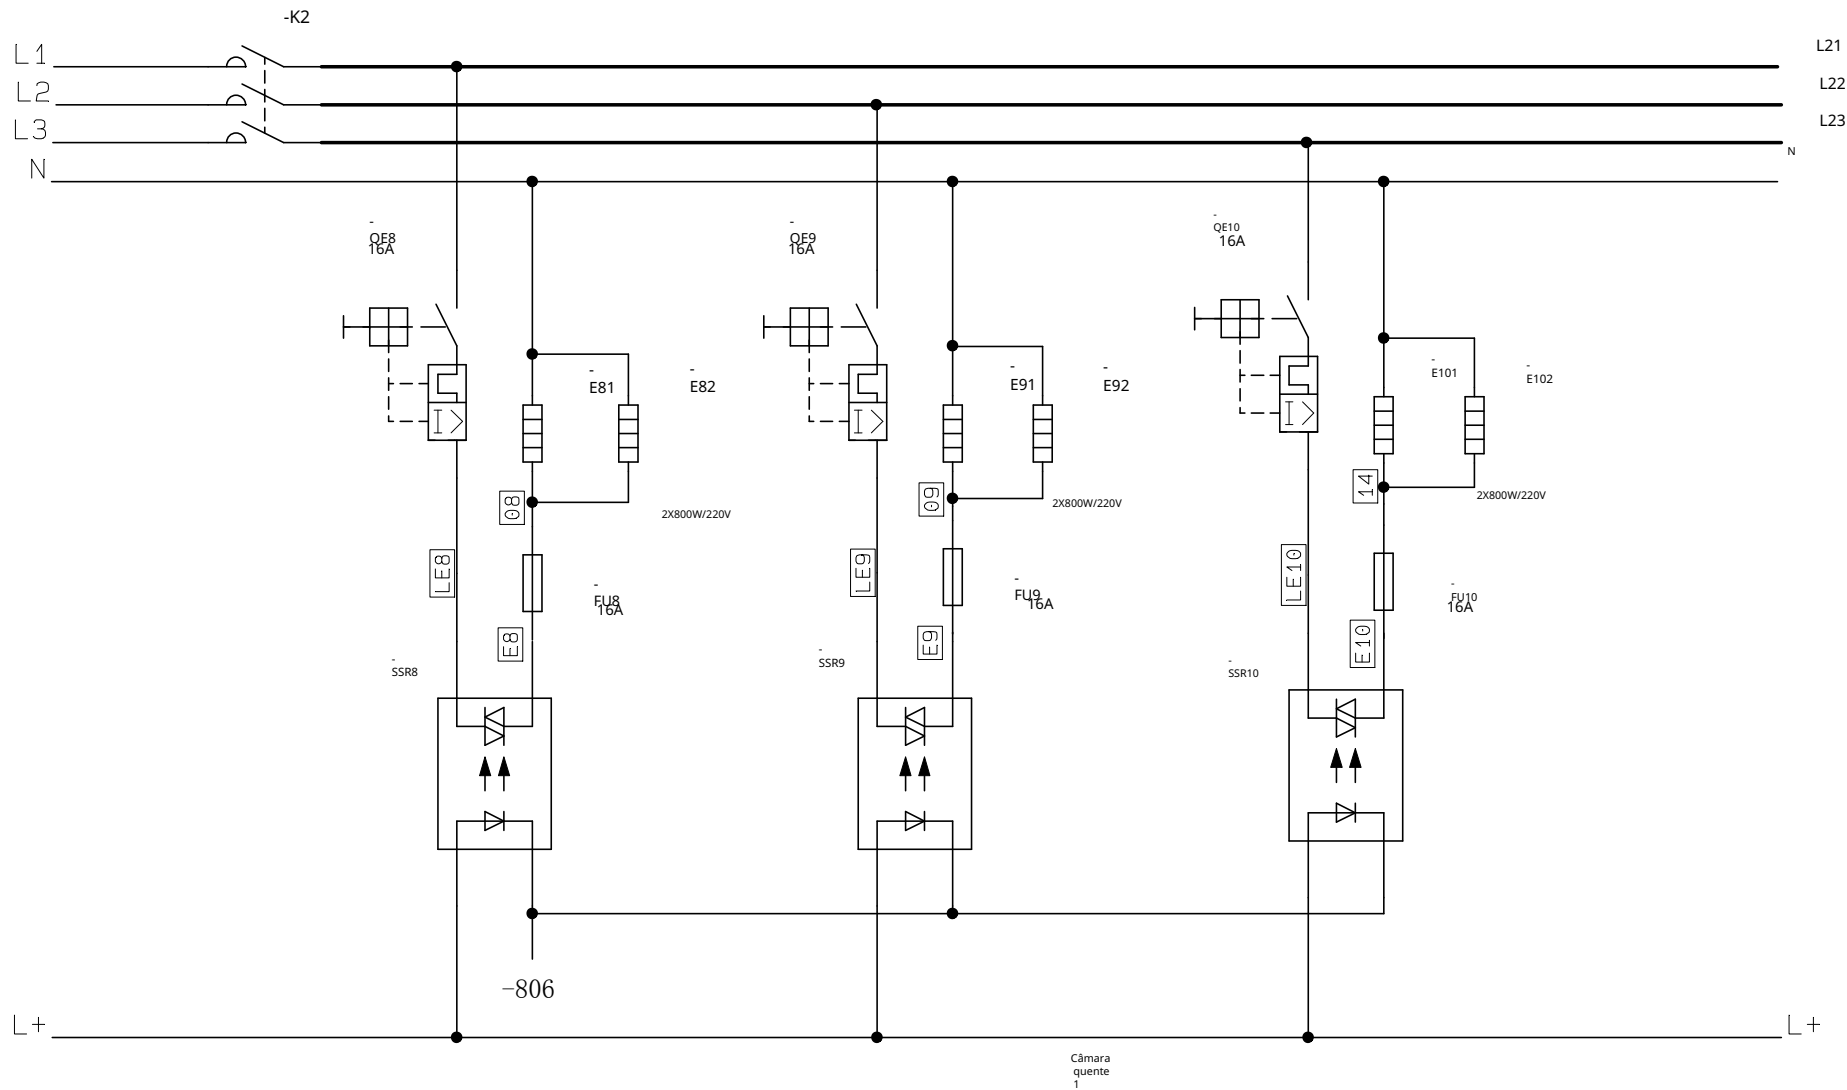 -K2
L1
L21
L2
L22
L3
L23
N
N
-
QE8
16A
-
QE9
16A
-
QE10
16A
-
E81
-
E82
-
E91
-
E92
-
E101
-
E102
I>
I>
I>
08
2X800W/220V
09
2X800W/220V
14
2X800W/220V
LE8
-
FU8
16A
LE9
-
FU9
16A
LE10
-
FU10
16A
E8
E9
E10
-
SSR8
-
SSR9
-
SSR10
-806
L+
L+
Câmara
quente
1